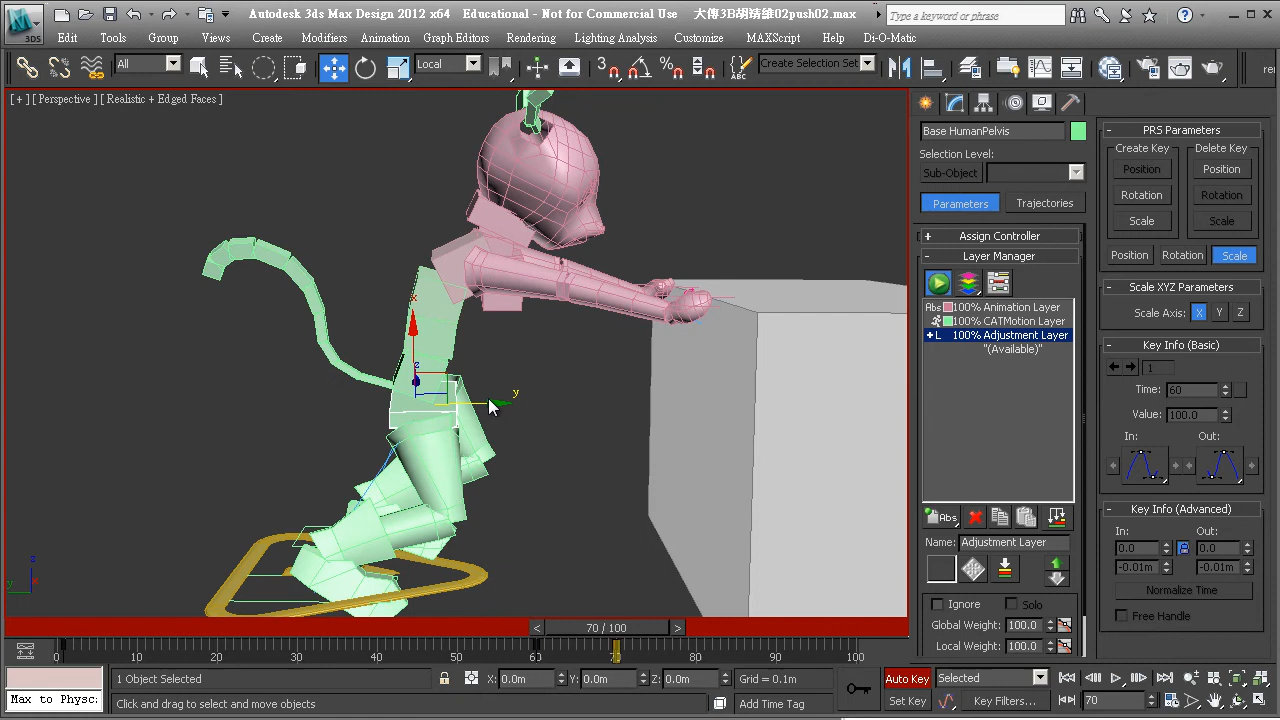 3DS
Autodesk 3ds Max Design 2012 x64 Educational - Not for Commercial Use 大傳3B胡婧雒02push02.max
Type a keyword or phrase
Edit Tools Group Views Create Modifiers Animation Graph Editors Rendering Lighting Analysis Customize MAXScript Help Di-O-Matic
All Local 3 Create Selection Set
[ + ] [ Perspective ] [ Realistic + Edged Faces ]
Base HumanPelvis
Selection Level:
Sub-Object
Parameters Trajectories
+ Assign Controller
- Layer Manager
Abs 100% Animation Layer
100% CATMotion Layer
+ L 100% Adjustment Layer
"(Available)"
Abs
Name: Adjustment Layer
Ignore Solo
Global Weight: 100.0
Local Weight: 100.0
- PRS Parameters
Create Key Delete Key
Position Position
Rotation Rotation
Scale Scale
Position Rotation Scale
- Scale XYZ Parameters
Scale Axis: X Y Z
- Key Info (Basic)
1
Time: 60
Value: 100.0
In: Out:
- Key Info (Advanced)
In: Out:
0.0 0.0
-0.01m -0.01m
Normalize Time
Free Handle
x
z
y
z
y x
< 70 / 100 >
0 10 20 30 40 50 60 70 80 90 100
1 Object Selected X: 0.0m Y: 0.0m Z: 0.0m Grid = 0.1m
Auto Key Selected
Max to Physc: Click and drag to select and move objects Add Time Tag
Set Key Key Filters... 70